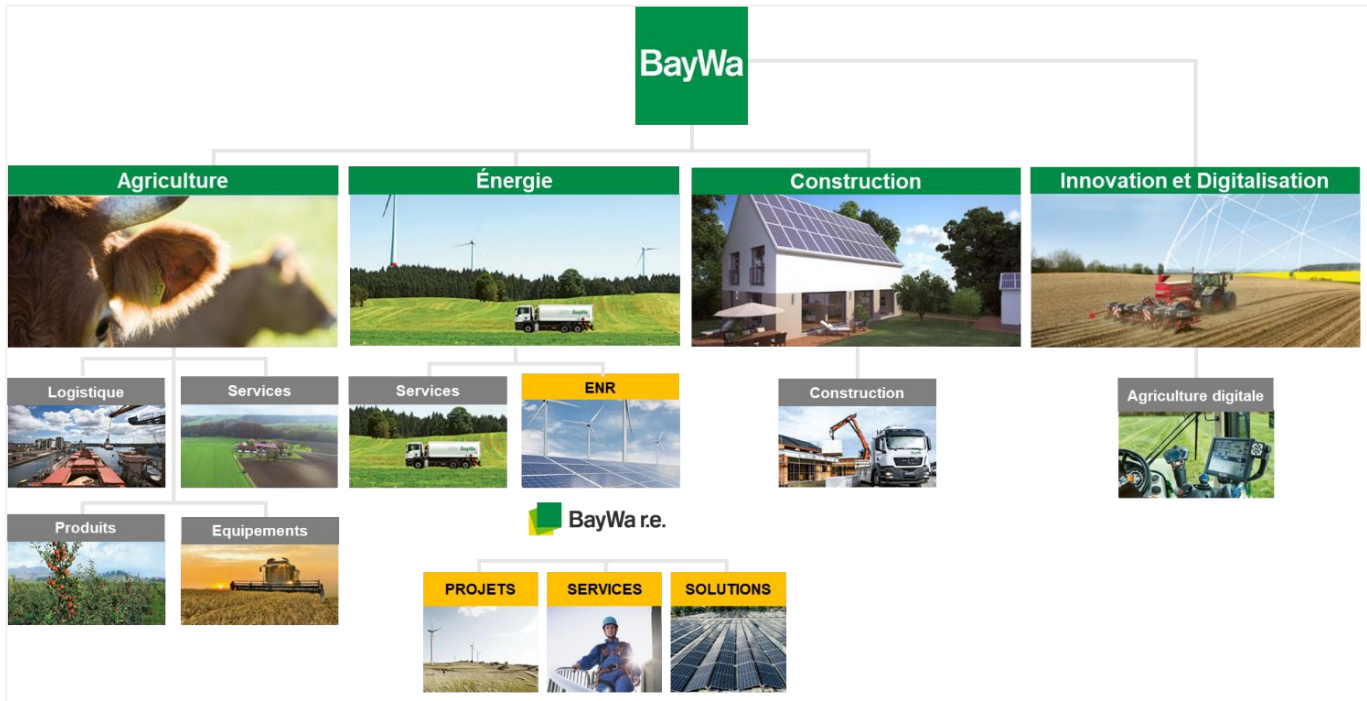 BayWa
Agriculture
Énergie
Construction
Innovation et Digitalisation
Logistique
Services
Services
ENR
Construction
Agriculture digitale
Produits
Equipements
BayWa r.e.
PROJETS
SERVICES
SOLUTIONS